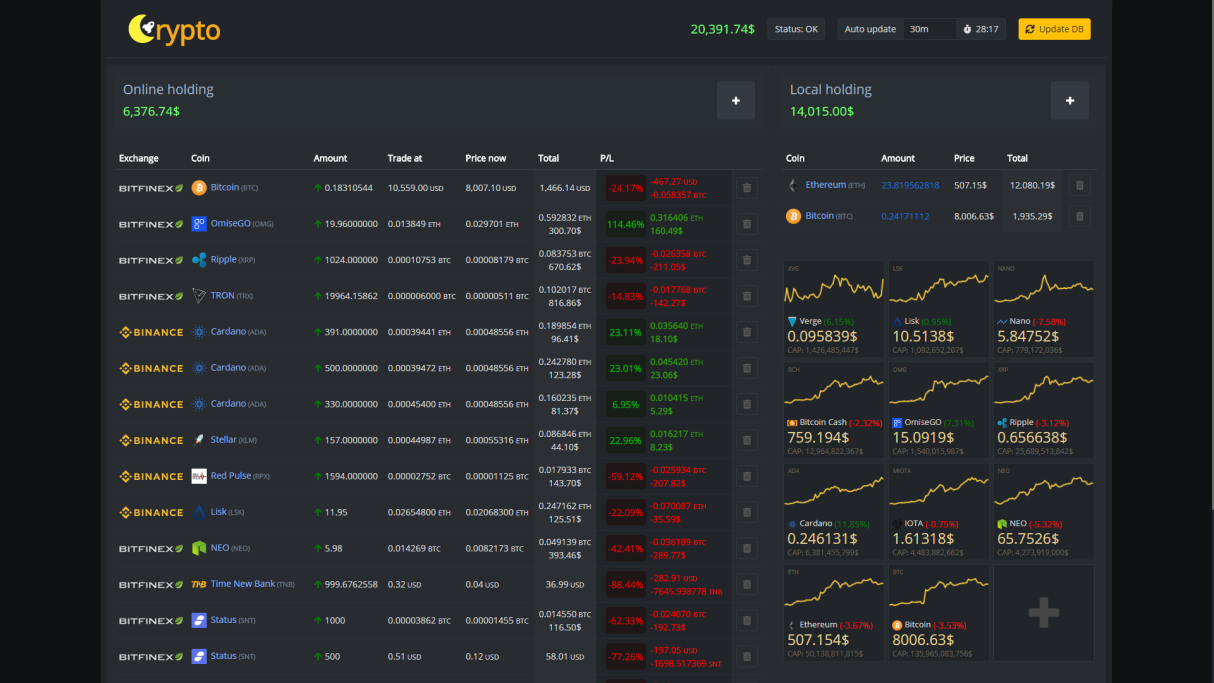 Crypto
20,391.74$ Status: OK Auto update 30m 28:17 Update DB
Online holding
6,376.74$
+
Exchange Coin Amount Trade at Price now Total P/L
BITFINEX Bitcoin (BTC) 0.18310544 10,559.00 USD 8,007.10 USD 1,466.14 USD -24.17% -467.27 USD
-0.058357 BTC
BITFINEX OmiseGO (OMG) 19.96000000 0.013849 ETH 0.029701 ETH 0.592832 ETH 114.46% 0.316406 ETH
300.70$ 160.49$
BITFINEX Ripple (XRP) 1024.0000000 0.00010753 BTC 0.00008179 BTC 0.083753 BTC -23.94% -0.026358 BTC
670.62$ -211.05$
BITFINEX TRON (TRX) 19964.15862 0.000006000 BTC 0.00000511 BTC 0.102017 BTC -14.83% -0.017768 BTC
816.86$ -142.27$
BINANCE Cardano (ADA) 391.0000000 0.00039441 ETH 0.00048556 ETH 0.189854 ETH 23.11% 0.035640 ETH
96.41$ 18.10$
BINANCE Cardano (ADA) 500.0000000 0.00039472 ETH 0.00048556 ETH 0.242780 ETH 23.01% 0.045420 ETH
123.28$ 23.06$
BINANCE Cardano (ADA) 330.0000000 0.00045400 ETH 0.00048556 ETH 0.160235 ETH 6.95% 0.010415 ETH
81.37$ 5.29$
BINANCE Stellar (XLM) 157.0000000 0.00044987 ETH 0.00055316 ETH 0.086846 ETH 22.96% 0.016217 ETH
44.10$ 8.23$
BINANCE Red Pulse (RPX) 1594.000000 0.00002752 BTC 0.00001125 BTC 0.017933 BTC -59.12% -0.025934 BTC
143.70$ -207.82$
BINANCE Lisk (LSK) 11.95 0.02654800 ETH 0.02068300 ETH 0.247162 ETH -22.09% -0.070087 ETH
125.51$ -35.59$
BITFINEX NEO (NEO) 5.98 0.014269 BTC 0.0082173 BTC 0.049139 BTC -42.41% -0.036189 BTC
393.46$ -289.77$
BITFINEX TNB Time New Bank (TNB) 999.6762558 0.32 USD 0.04 USD 36.99 USD -88.44% -282.91 USD
-7645.938778 TNB
BITFINEX Status (SNT) 1000 0.00003862 BTC 0.00001455 BTC 0.014550 BTC -62.33% -0.024070 BTC
116.50$ -192.73$
BITFINEX Status (SNT) 500 0.51 USD 0.12 USD 58.01 USD -77.26% -197.05 USD
-1698.517369 SNT
Local holding
14,015.00$
+
Coin Amount Price Total
Ethereum (ETH) 23.819562818 507.15$ 12,080.19$
Bitcoin (BTC) 0.24171112 8,006.63$ 1,935.29$
XVG LSK NANO
Verge (6.15%) Lisk (0.95%) Nano (-7.58%)
0.095839$ 10.5138$ 5.84752$
CAP: 1,426,485,447$ CAP: 1,092,652,207$ CAP: 779,172,036$
BCH OMG XRP
Bitcoin Cash (-2.32%) OmiseGO (7.31%) Ripple (-3.12%)
759.194$ 15.0919$ 0.656638$
CAP: 12,964,822,367$ CAP: 1,540,015,987$ CAP: 25,689,513,842$
ADA MIOTA NEO
Cardano (11.85%) IOTA (-0.75%) NEO (-5.32%)
0.246131$ 1.61318$ 65.7526$
CAP: 6,381,455,799$ CAP: 4,483,882,662$ CAP: 4,273,919,000$
ETH BTC
Ethereum (-3.67%) Bitcoin (-3.53%)
507.154$ 8006.63$
CAP: 50,138,811,815$ CAP: 135,965,083,756$